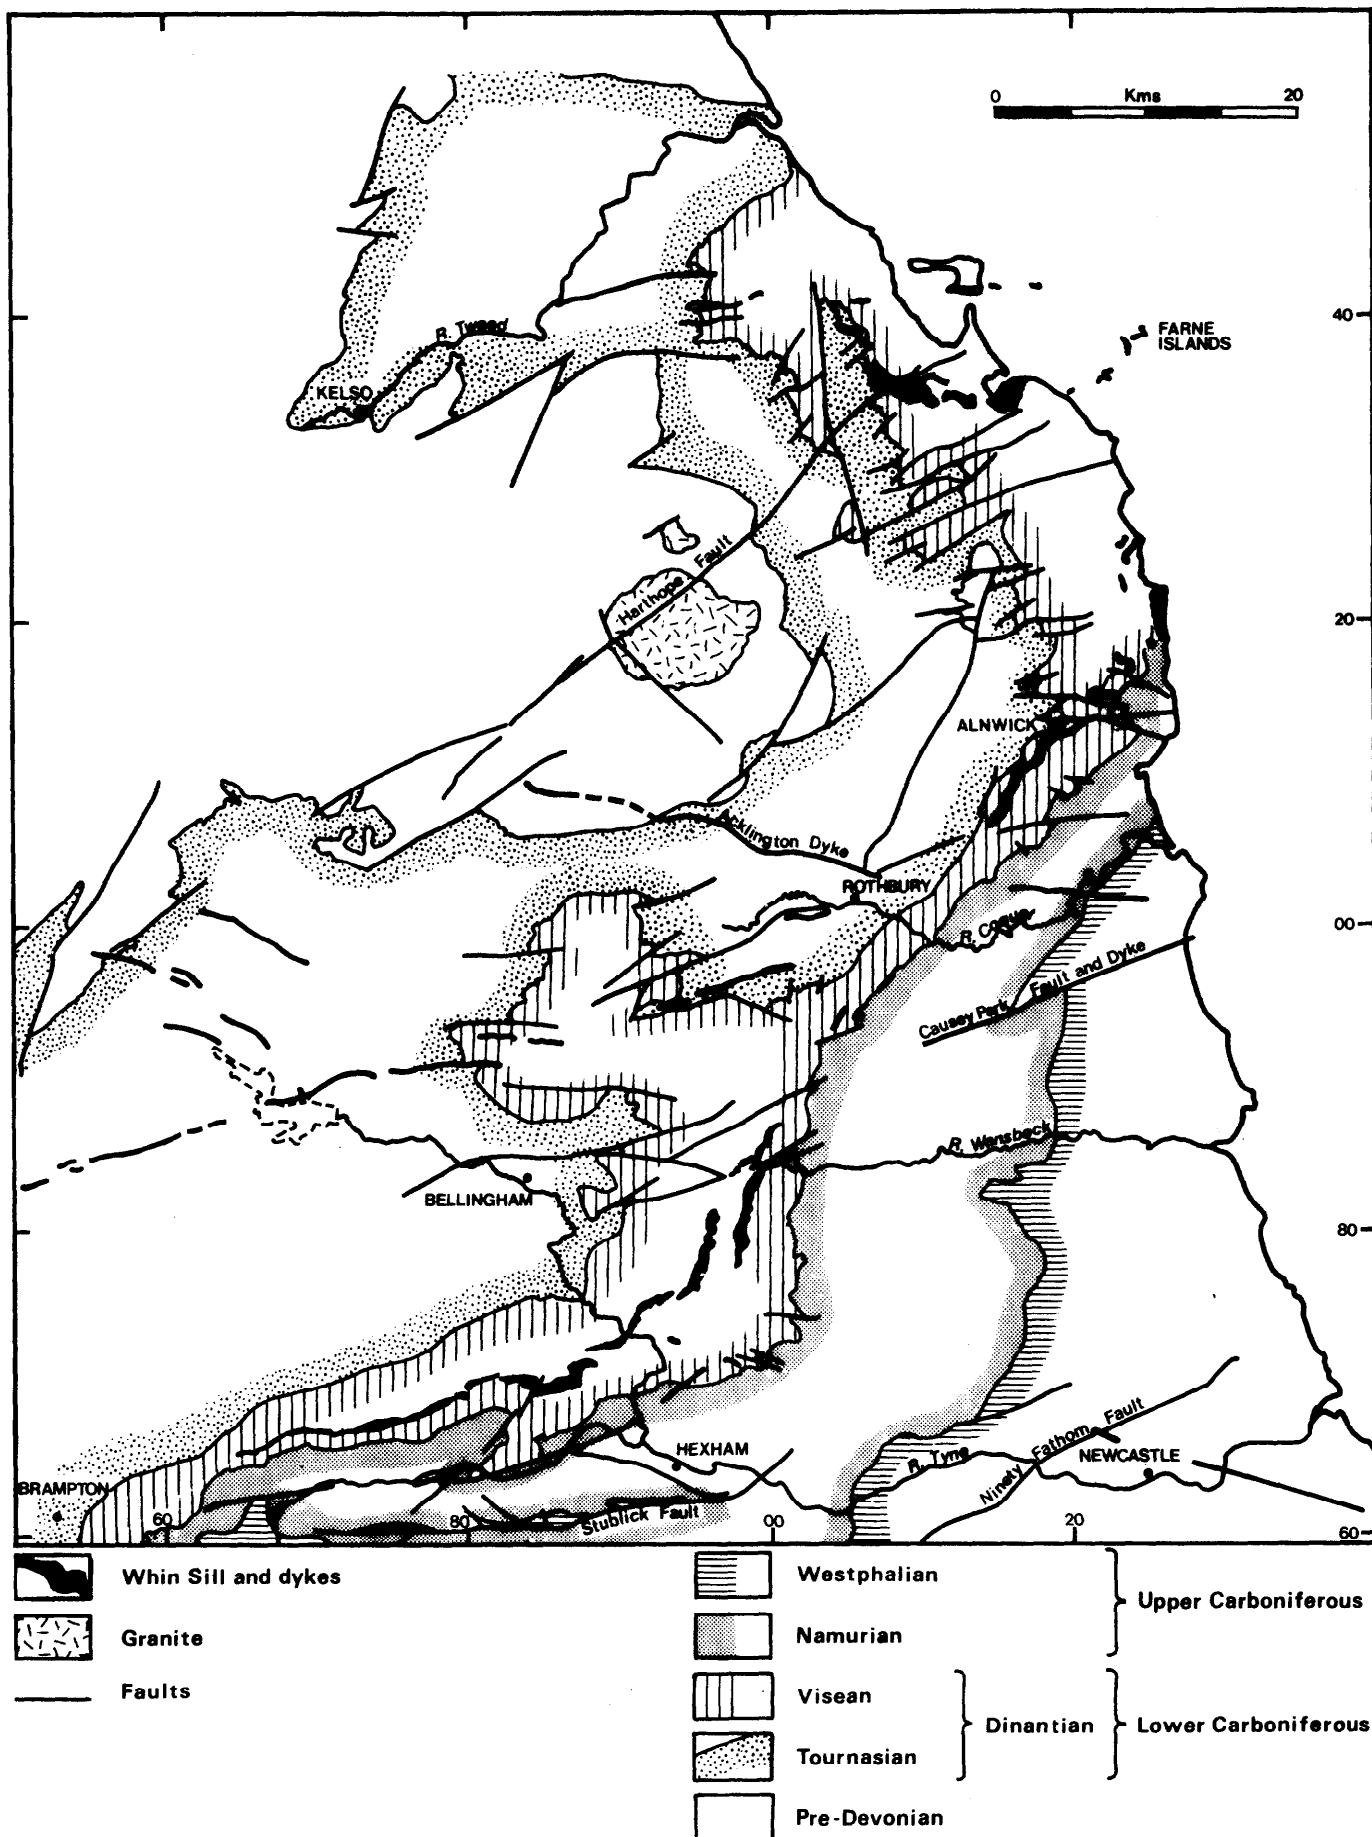 0 Kms 20
40
FARNE
ISLANDS
R. Tweed
KELSO
Harthope Fault
20
ALNWICK
Acklington Dyke
ROTHBURY
R. Coquet
00
Causey Park Fault and Dyke
R. Wansbeck
BELLINGHAM
80
HEXHAM
R. Tyne
Ninety Fathom Fault
NEWCASTLE
BRAMPTON
Stublick Fault
60 80 00 20 60
Whin Sill and dykes
Granite
Faults
Westphalian
Namurian
Upper Carboniferous
Visean
Tournasian
Dinantian
Lower Carboniferous
Pre-Devonian